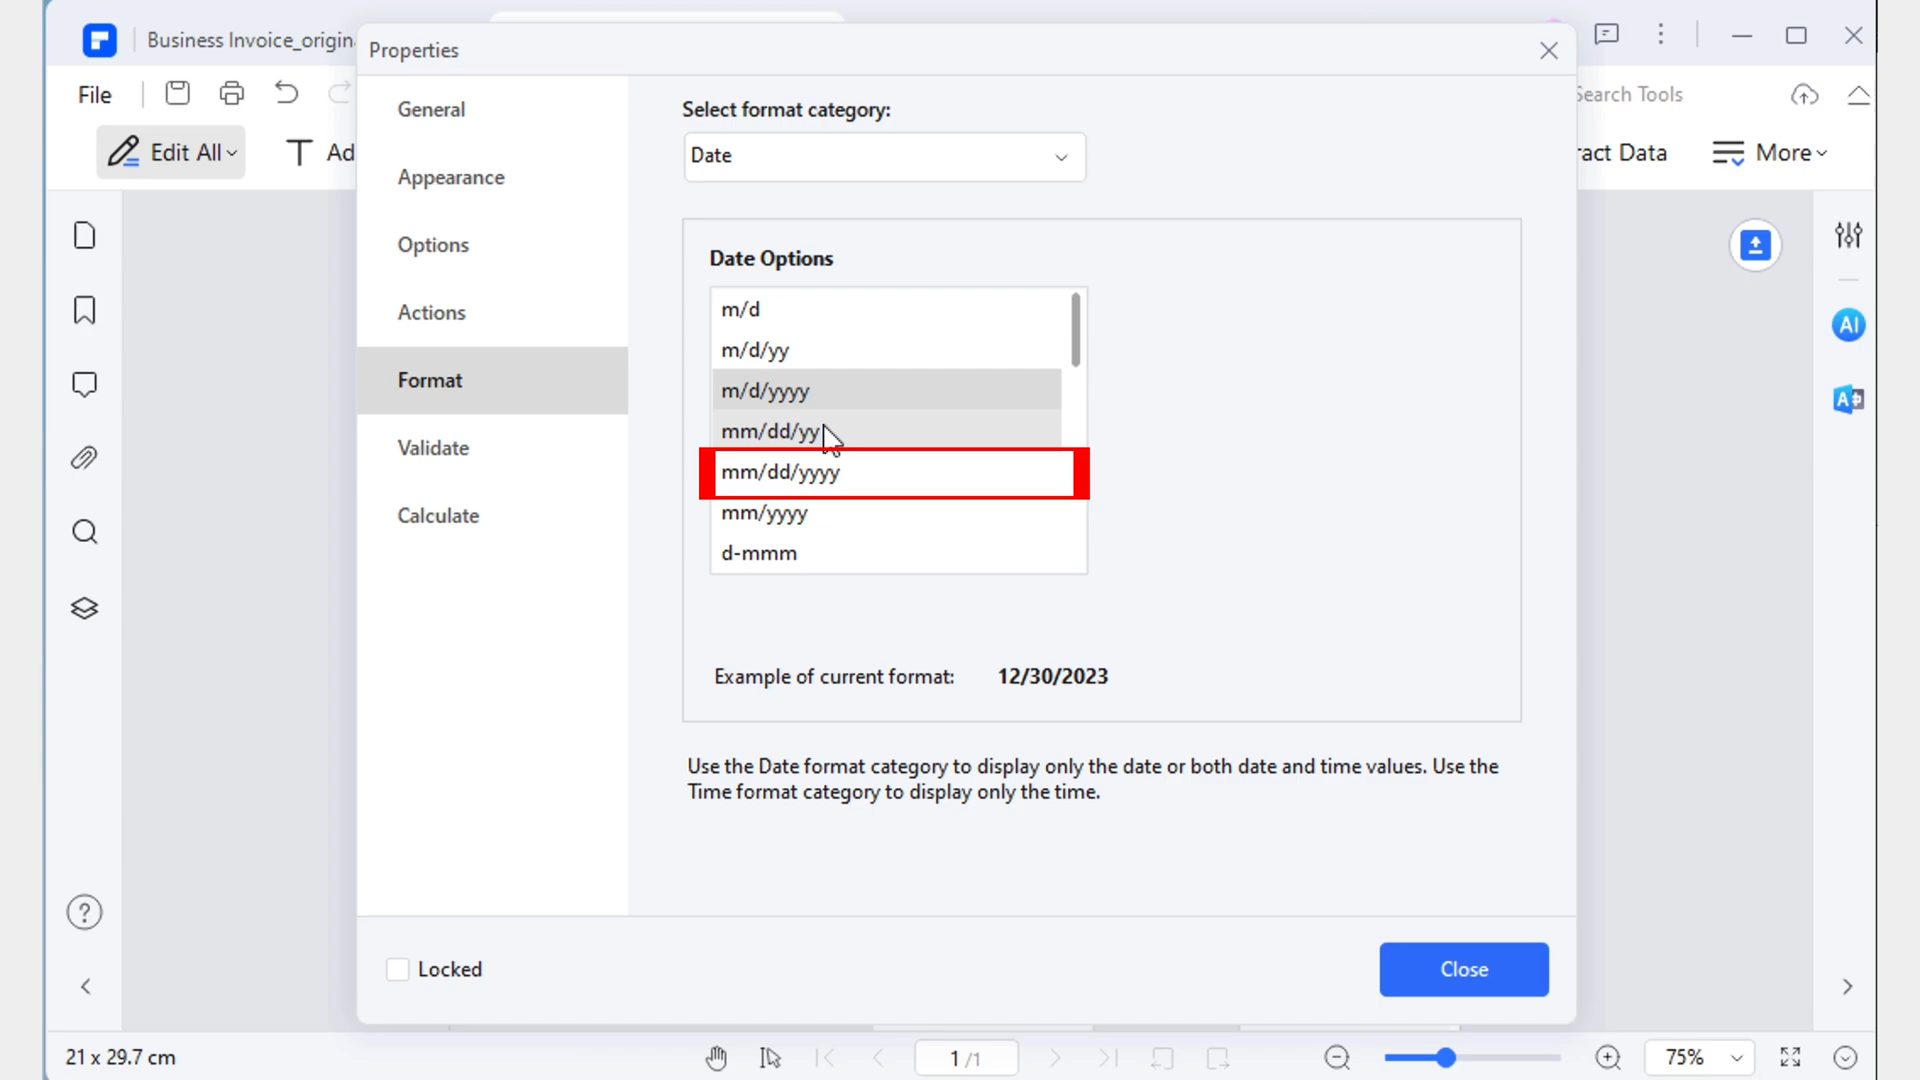 Business Invoice_origin
Properties
File
Search Tools
Edit All
Ad
ract Data
More
General
Appearance
Options
Actions
Format
Validate
Calculate
Select format category:
Date
Date Options
m/d
m/d/yy
m/d/yyyy
mm/dd/yy
mm/dd/yyyy
mm/yyyy
d-mmm
Example of current format: 12/30/2023
Use the Date format category to display only the date or both date and time values. Use the
Time format category to display only the time.
AI
A
Locked
Close
21 x 29.7 cm
1 /1
75%